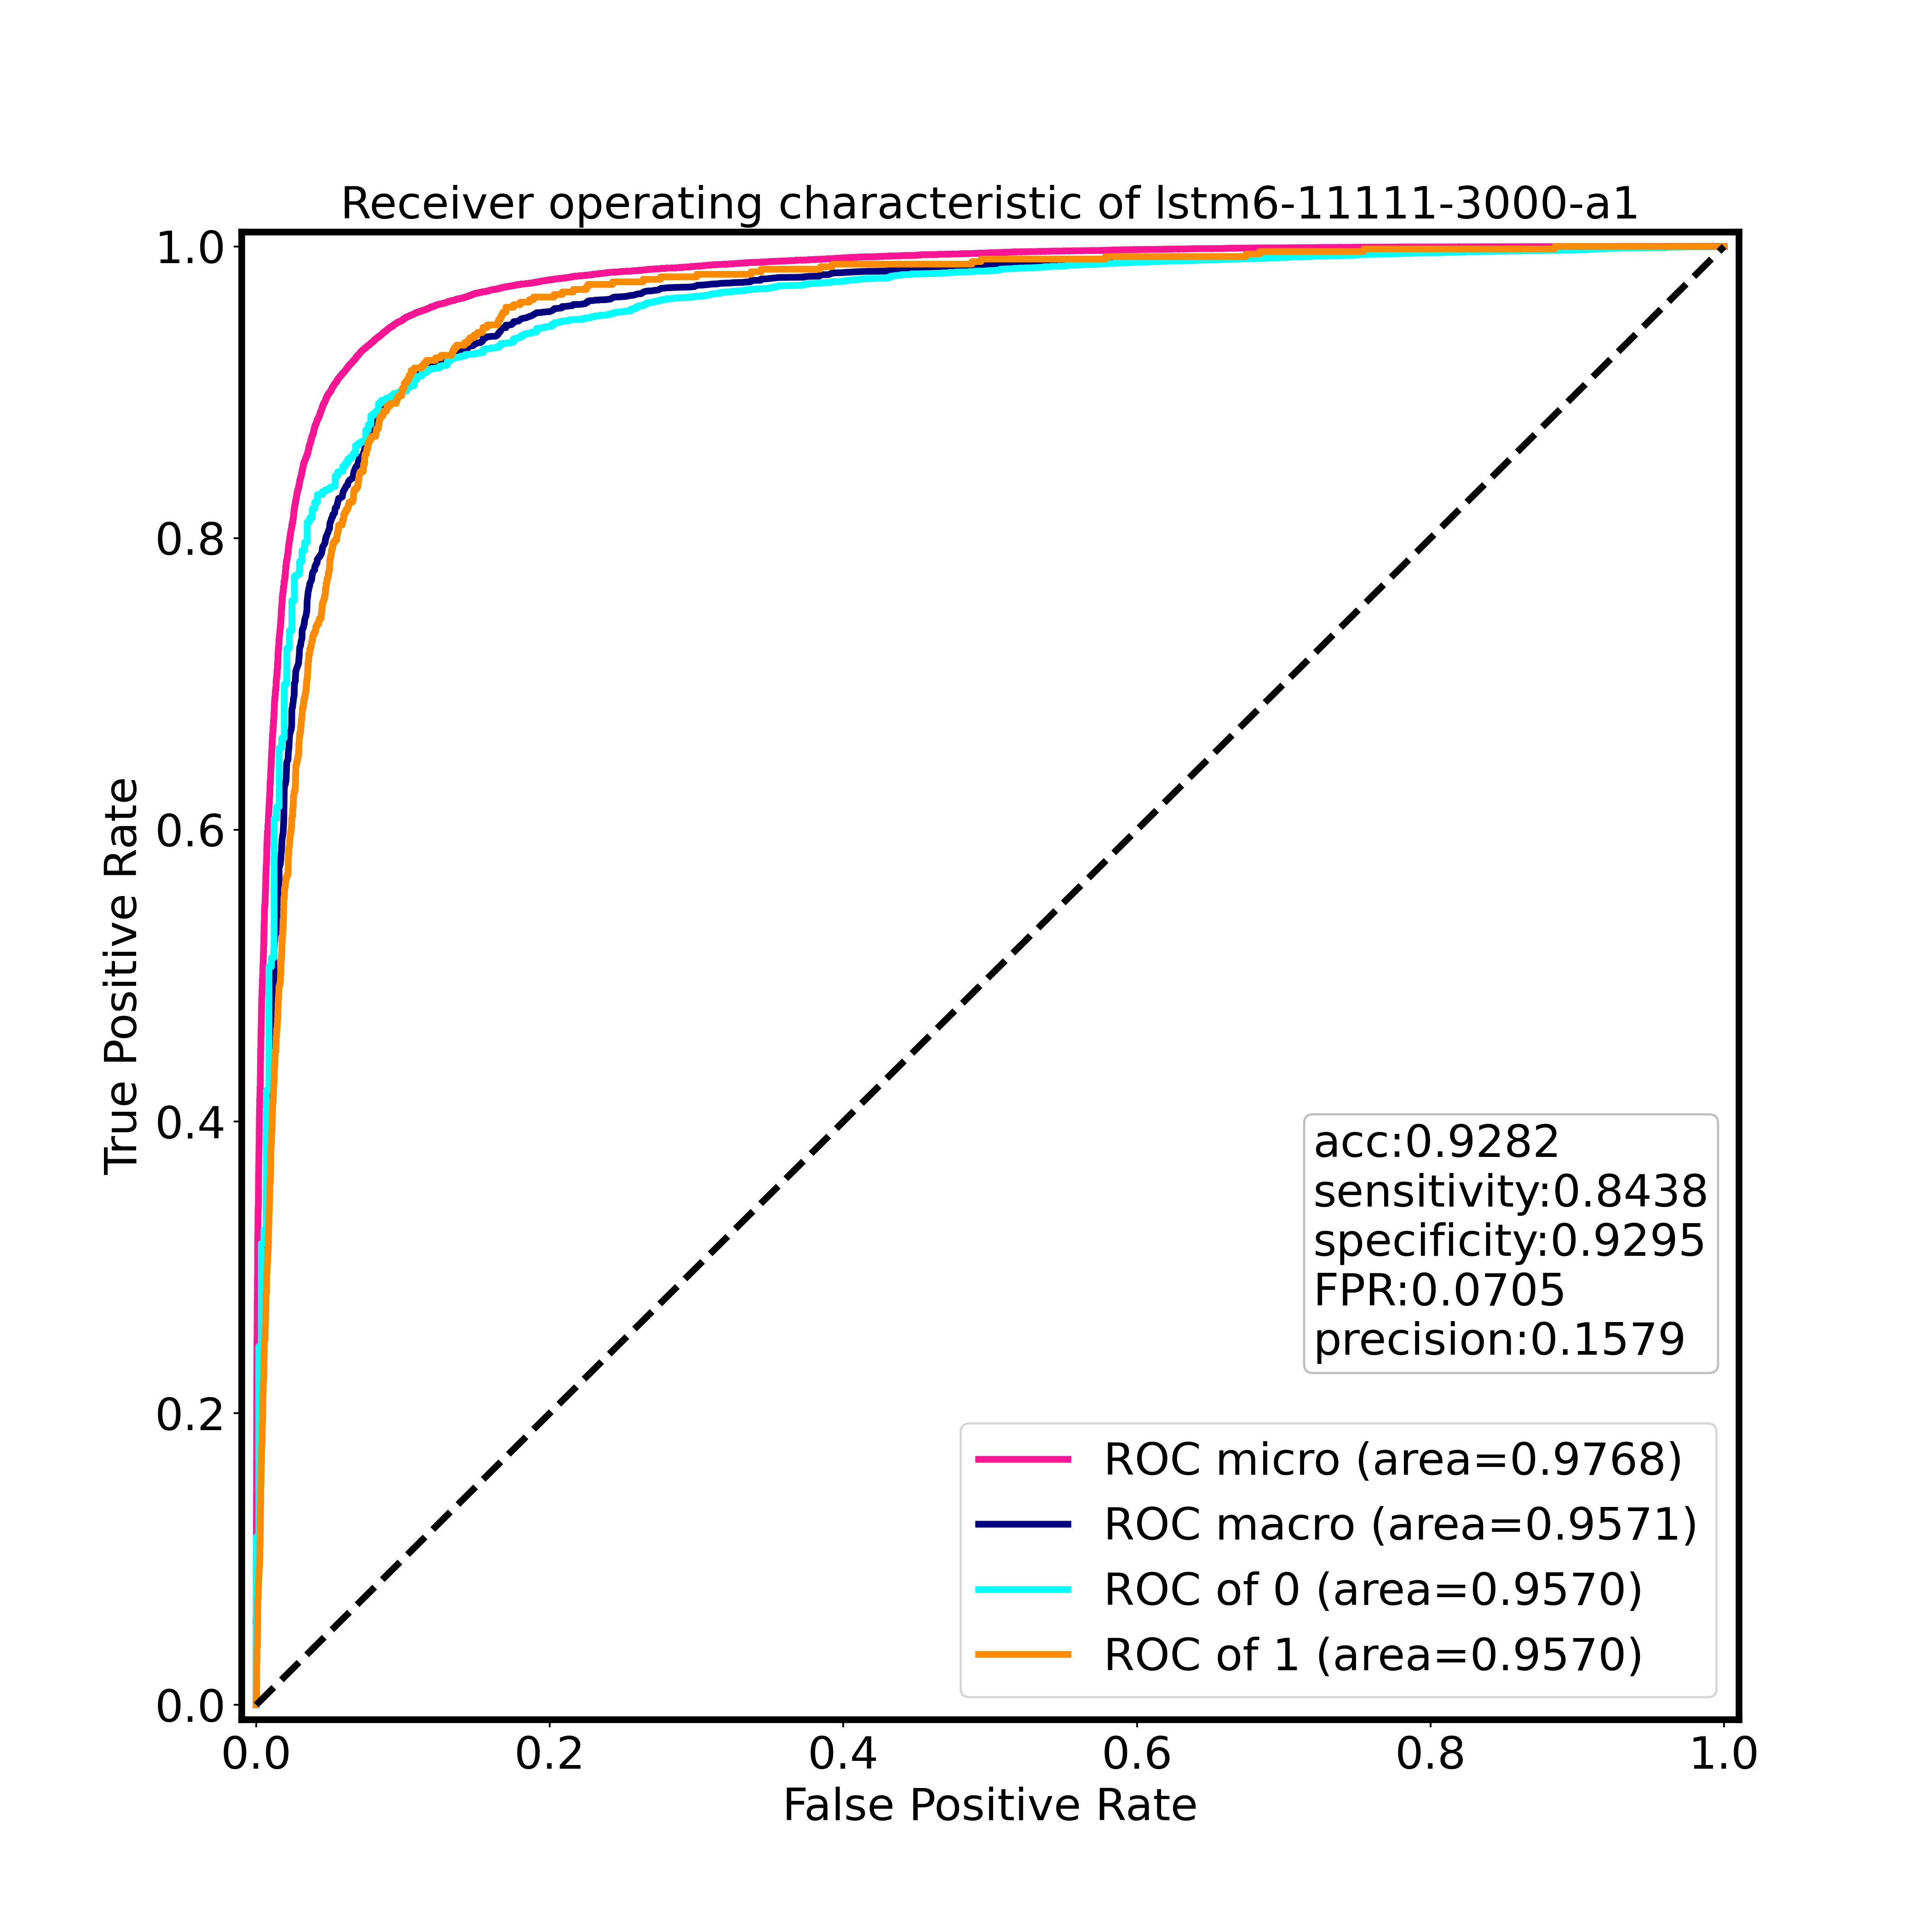 Receiver operating characteristic of lstm6-11111-3000-a1
1.0
0.8
0.6
0.4
0.2
0.0
True Positive Rate
acc:0.9282
sensitivity:0.8438
specificity:0.9295
FPR:0.0705
precision:0.1579
ROC micro (area=0.9768)
ROC macro (area=0.9571)
ROC of 0 (area=0.9570)
ROC of 1 (area=0.9570)
0.0 0.2 0.4 0.6 0.8 1.0
False Positive Rate